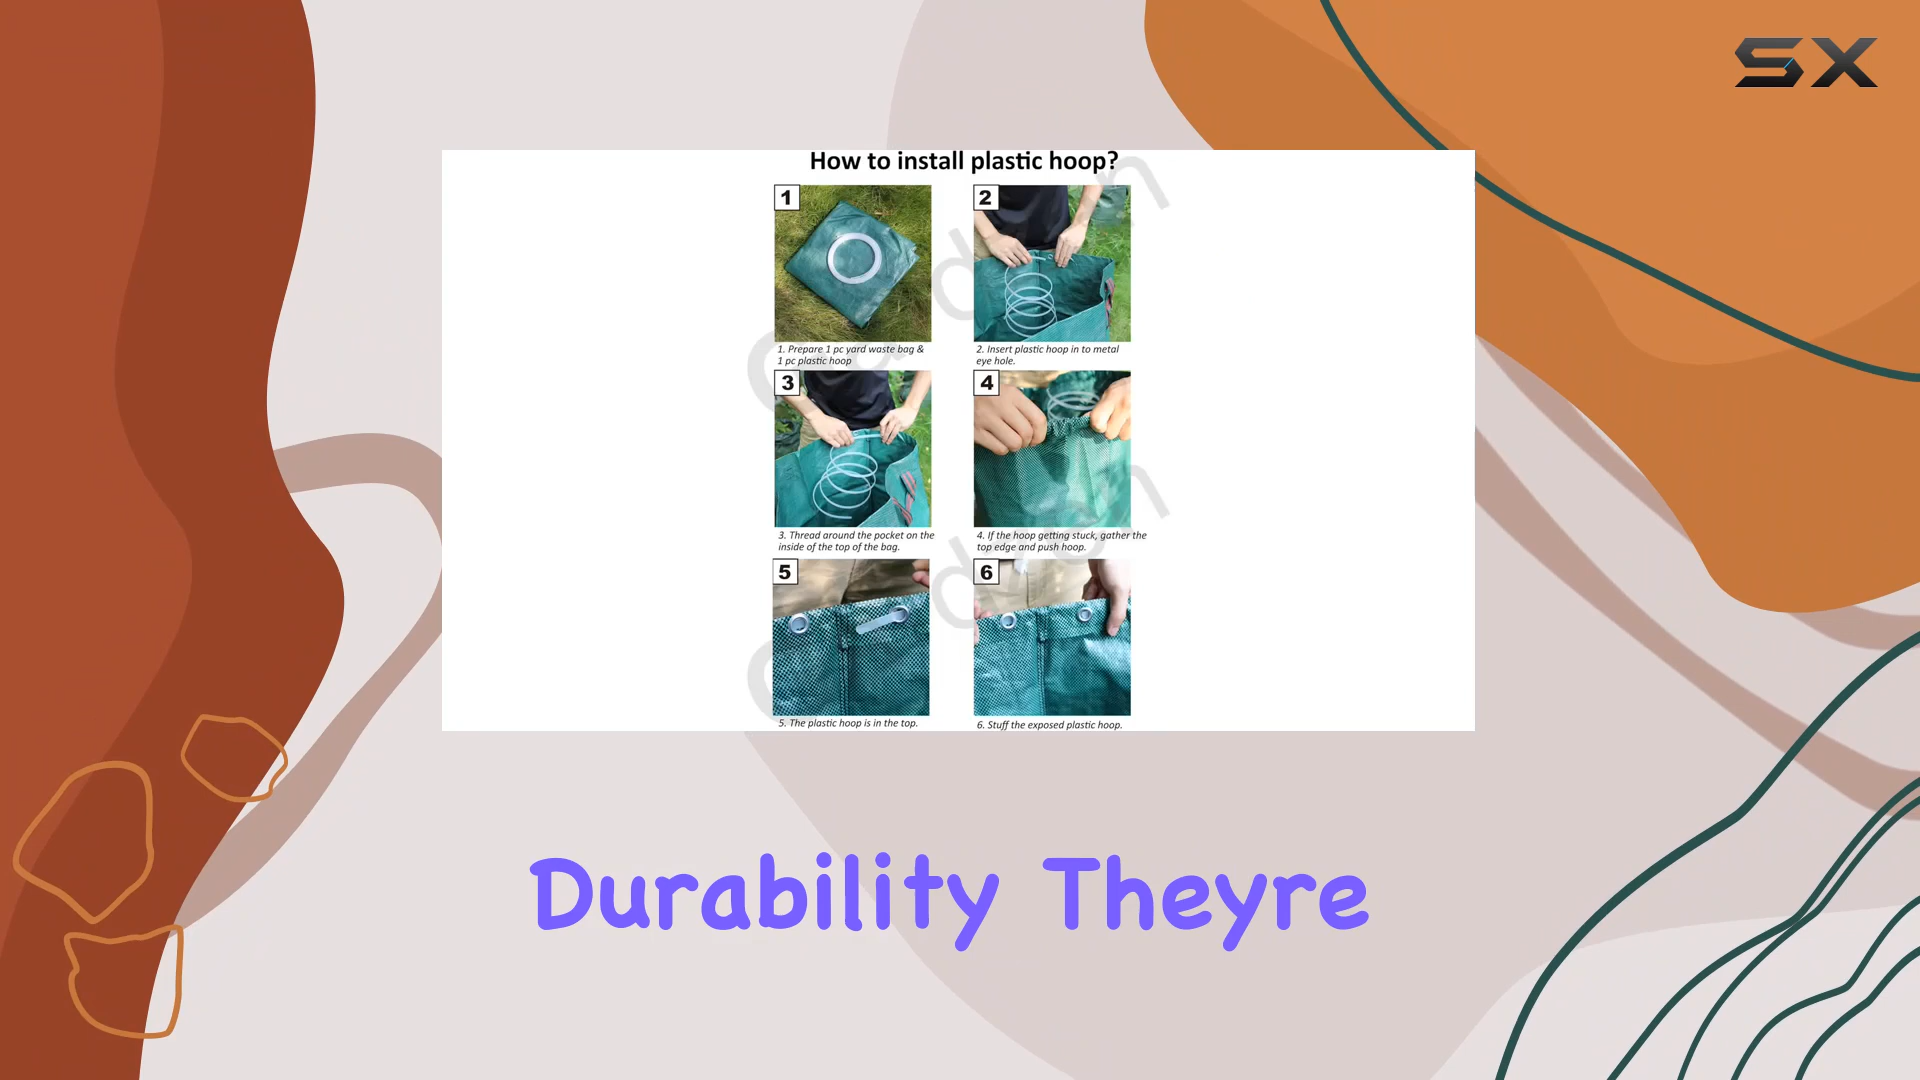 SX
How to install plastic hoop?
1
2
1. Prepare 1 pc yard waste bag &
1 pc plastic hoop
2. Insert plastic hoop in to metal
eye hole.
3
4
3. Thread around the pocket on the
inside of the top of the bag.
4. If the hoop getting stuck, gather the
top edge and push hoop.
5
6
5. The plastic hoop is in the top.
6. Stuff the exposed plastic hoop.
Durability Theyre